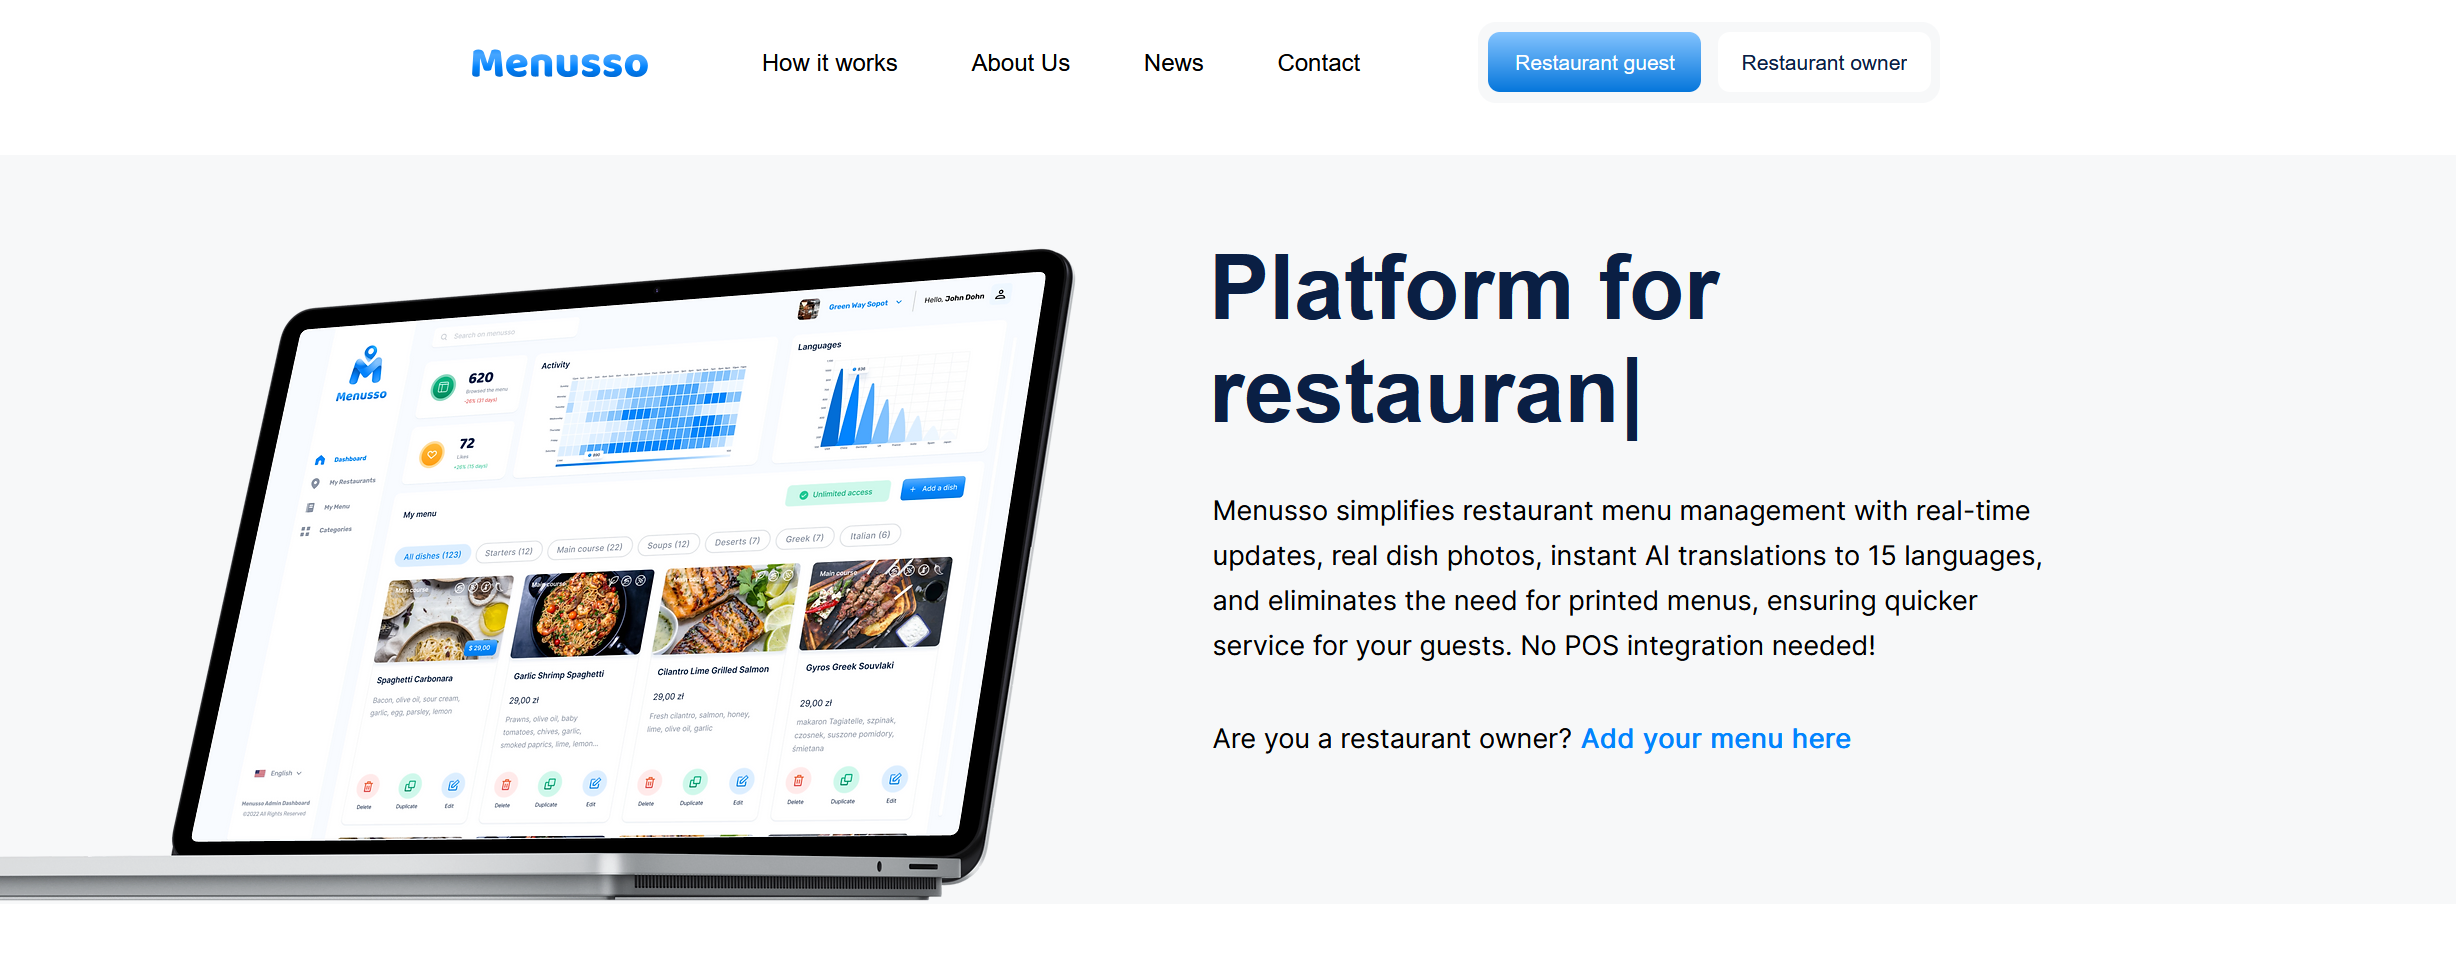 Menusso
How it works
About Us
News
Contact
Restaurant guest
Restaurant owner
Platform for
restauran|
Menusso simplifies restaurant menu management with real-time
updates, real dish photos, instant AI translations to 15 languages,
and eliminates the need for printed menus, ensuring quicker
service for your guests. No POS integration needed!
Are you a restaurant owner? Add your menu here
Search on menusso
Green Way Sopot
Hello, John Dohn
Menusso
620
Browsed the menu
-26% (31 days)
72
Likes
+26% (15 days)
Activity
Languages
Dashboard
My Restaurants
My Menu
Categories
My menu
Unlimited access
+ Add a dish
All dishes (123)
Starters (12)
Main course (22)
Soups (12)
Deserts (7)
Greek (7)
Italian (6)
Main course
Main course
Main course
Main course
$ 29,00
Spaghetti Carbonara
Bacon, olive oil, sour cream,
garlic, egg, parsley, lemon
Garlic Shrimp Spaghetti
29,00 zł
Prawns, olive oil, baby
tomatoes, chives, garlic,
smoked paprics, lime, lemon...
Cilantro Lime Grilled Salmon
29,00 zł
Fresh cilantro, salmon, honey,
lime, olive oil, garlic
Gyros Greek Souvlaki
29,00 zł
makaron Tagiatelle, szpinak,
czosnek, suszone pomidory,
śmietana
Delete
Duplicate
Edit
Delete
Duplicate
Edit
Delete
Duplicate
Edit
Delete
Duplicate
Edit
English
Menusso Admin Dashboard
©2022 All Rights Reserved